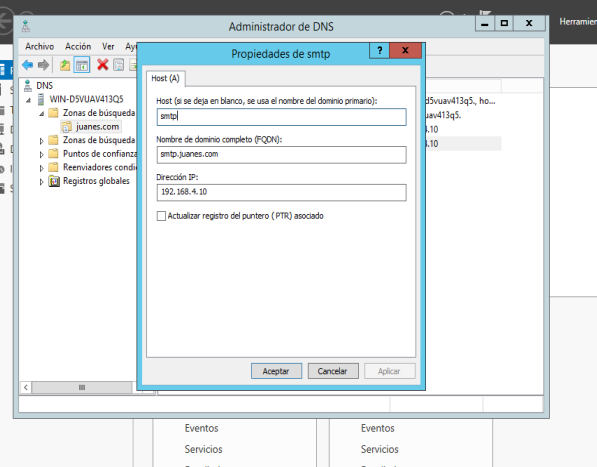 Administrador de DNS
Herramien
Archivo Acción Ver Ay
Propiedades de smtp
? x
Host (A)
Host (si se deja en blanco, se usa el nombre del dominio primario):
smtp
Nombre de dominio completo (FQDN):
smtp.juanes.com
Dirección IP:
192.168.4.10
Actualizar registro del puntero (PTR) asociado
Aceptar Cancelar Aplicar
DNS
WIN-D5VUAV413Q5
Zonas de búsqueda
juanes.com
Zonas de búsqueda
Puntos de confianza
Reenviadores condi
Registros globales
d5vuav413q5., ho...
uav413q5.
4.10
4.10
Eventos Eventos
Servicios Servicios